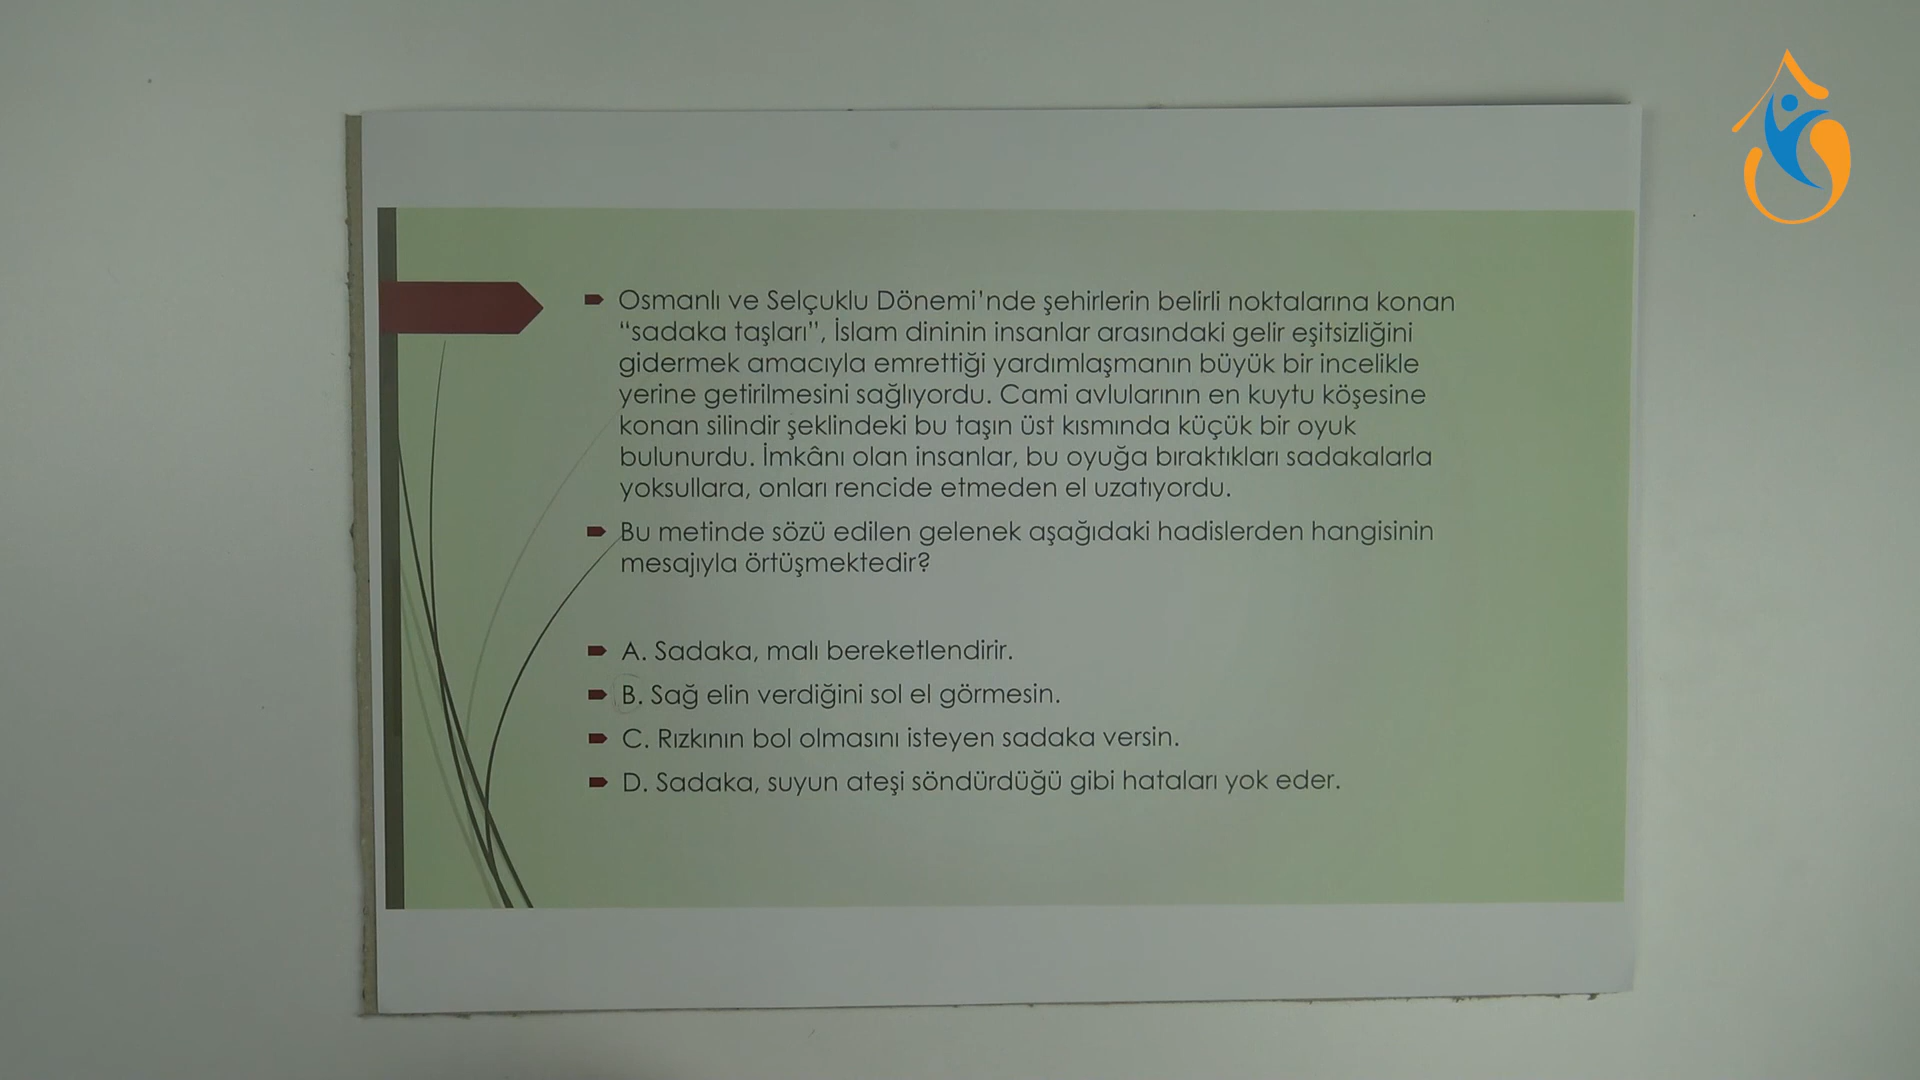 Osmanlı ve Selçuklu Dönemi'nde şehirlerin belirli noktalarına konan
“sadaka taşları”, İslam dininin insanlar arasındaki gelir eşitsizliğini
gidermek amacıyla emrettiği yardımlaşmanın büyük bir incelikle
yerine getirilmesini sağlıyordu. Cami avlularının en kuytu köşesine
konan silindir şeklindeki bu taşın üst kısmında küçük bir oyuk
bulunurdu. İmkânı olan insanlar, bu oyuğa bıraktıkları sadakalarla
yoksullara, onları rencide etmeden el uzatıyordu.
Bu metinde sözü edilen gelenek aşağıdaki hadislerden hangisinin
mesajıyla örtüşmektedir?
A. Sadaka, malı bereketlendirir.
B. Sağ elin verdiğini sol el görmesin.
C. Rızkının bol olmasını isteyen sadaka versin.
D. Sadaka, suyun ateşi söndürdüğü gibi hataları yok eder.